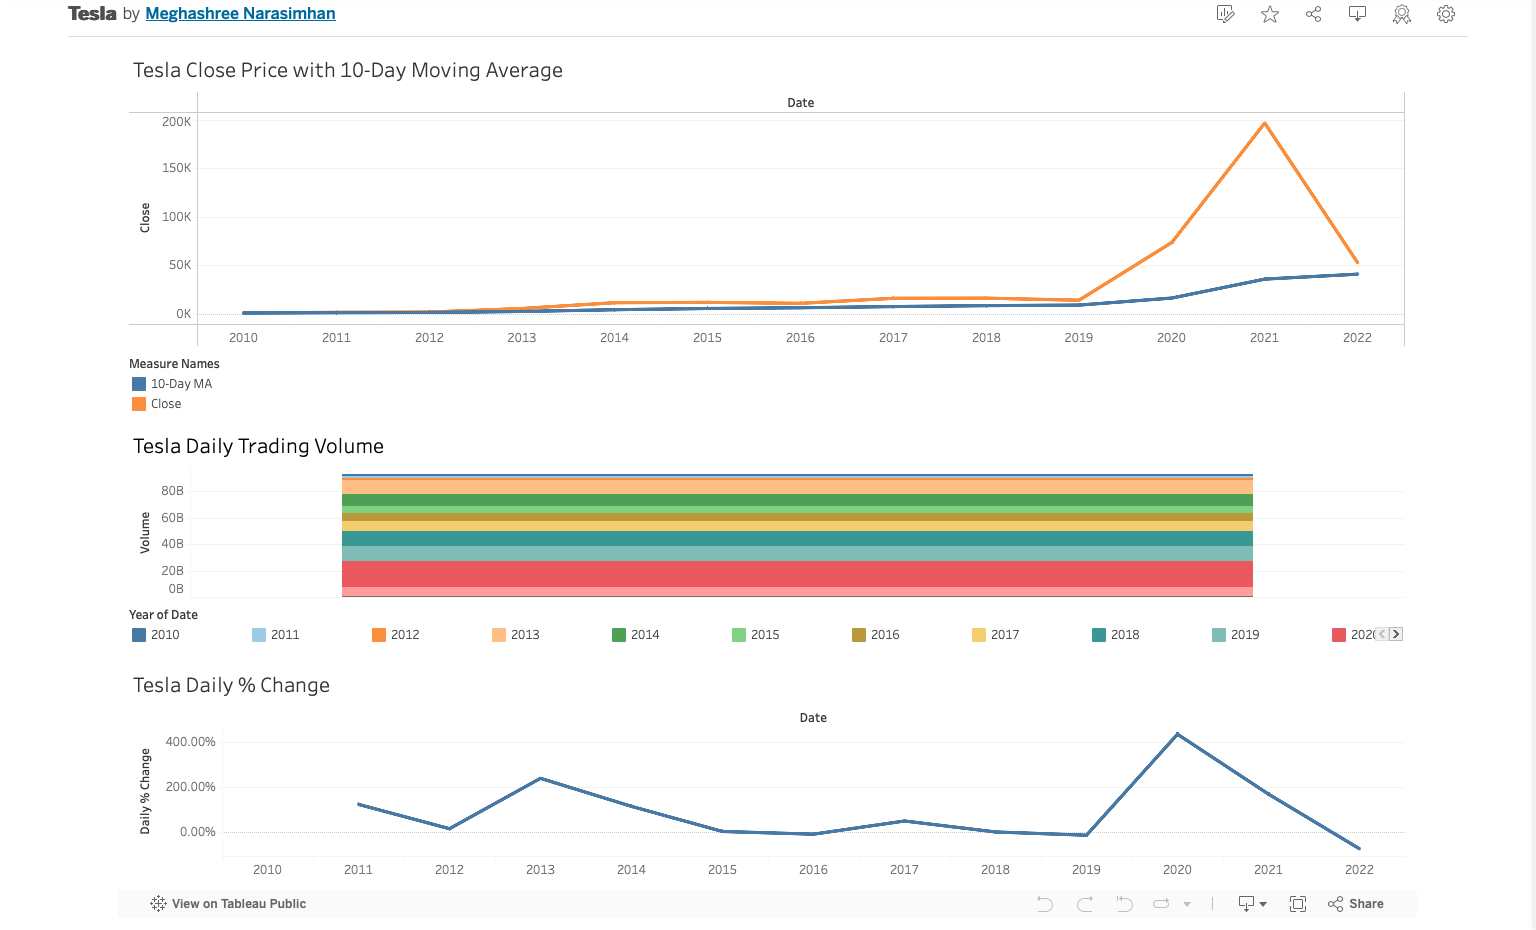 Tesla by Meghashree Narasimhan
Tesla Close Price with 10-Day Moving Average
Date
Close
200K
150K
100K
50K
0K
2010 2011 2012 2013 2014 2015 2016 2017 2018 2019 2020 2021 2022
Measure Names
10-Day MA
Close
Tesla Daily Trading Volume
Volume
80B
60B
40B
20B
0B
Year of Date
2010 2011 2012 2013 2014 2015 2016 2017 2018 2019 2020
Tesla Daily % Change
Date
Daily % Change
400.00%
200.00%
0.00%
2010 2011 2012 2013 2014 2015 2016 2017 2018 2019 2020 2021 2022
View on Tableau Public
Share